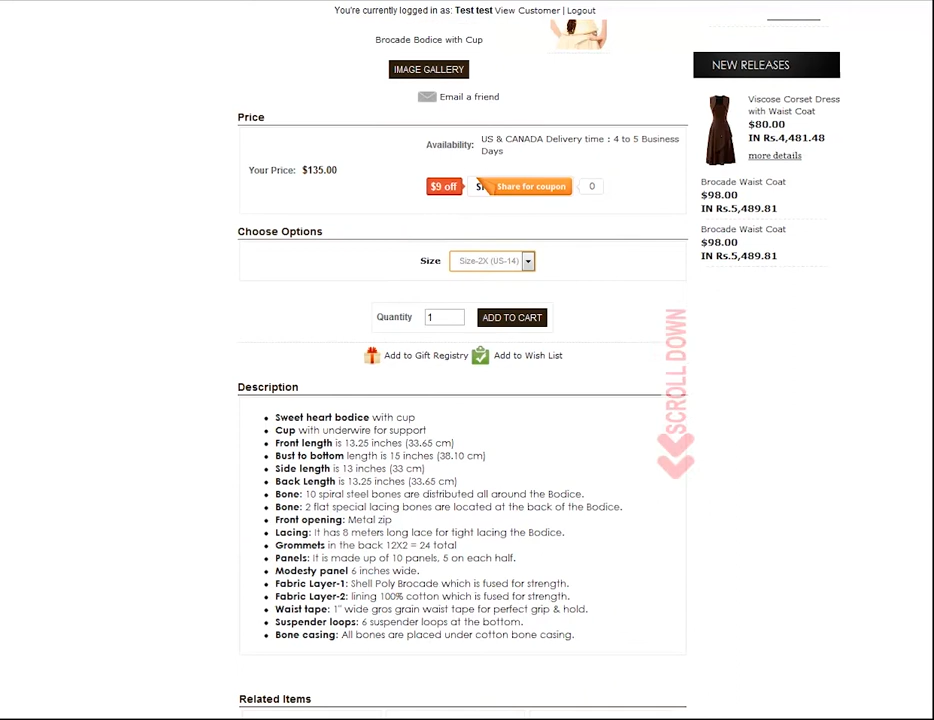 You're currently logged in as: Test test View Customer | Logout
Brocade Bodice with Cup
IMAGE GALLERY
Email a friend
Price
Your Price: $135.00
Availability: US & CANADA Delivery time : 4 to 5 Business
Days
$9 off
Share for coupon
0
Choose Options
Size Size-2X (US-14)
Quantity 1 ADD TO CART
Add to Gift Registry Add to Wish List
SCROLL DOWN
Description
Sweet heart bodice with cup
Cup with underwire for support
Front length is 13.25 inches (33.65 cm)
Bust to bottom length is 15 inches (38.10 cm)
Side length is 13 inches (33 cm)
Back Length is 13.25 inches (33.65 cm)
Bone: 10 spiral steel bones are distributed all around the Bodice.
Bone: 2 flat special lacing bones are located at the back of the Bodice.
Front opening: Metal zip
Lacing: It has 8 meters long lace for tight lacing the Bodice.
Grommets in the back 12X2 = 24 total
Panels: It is made up of 10 panels, 5 on each half.
Modesty panel 6 inches wide.
Fabric Layer-1: Shell Poly Brocade which is fused for strength.
Fabric Layer-2: lining 100% cotton which is fused for strength.
Waist tape: 1" wide gros grain waist tape for perfect grip & hold.
Suspender loops: 6 suspender loops at the bottom.
Bone casing: All bones are placed under cotton bone casing.
Related Items
NEW RELEASES
Viscose Corset Dress
with Waist Coat
$80.00
IN Rs.4,481.48
more details
Brocade Waist Coat
$98.00
IN Rs.5,489.81
Brocade Waist Coat
$98.00
IN Rs.5,489.81